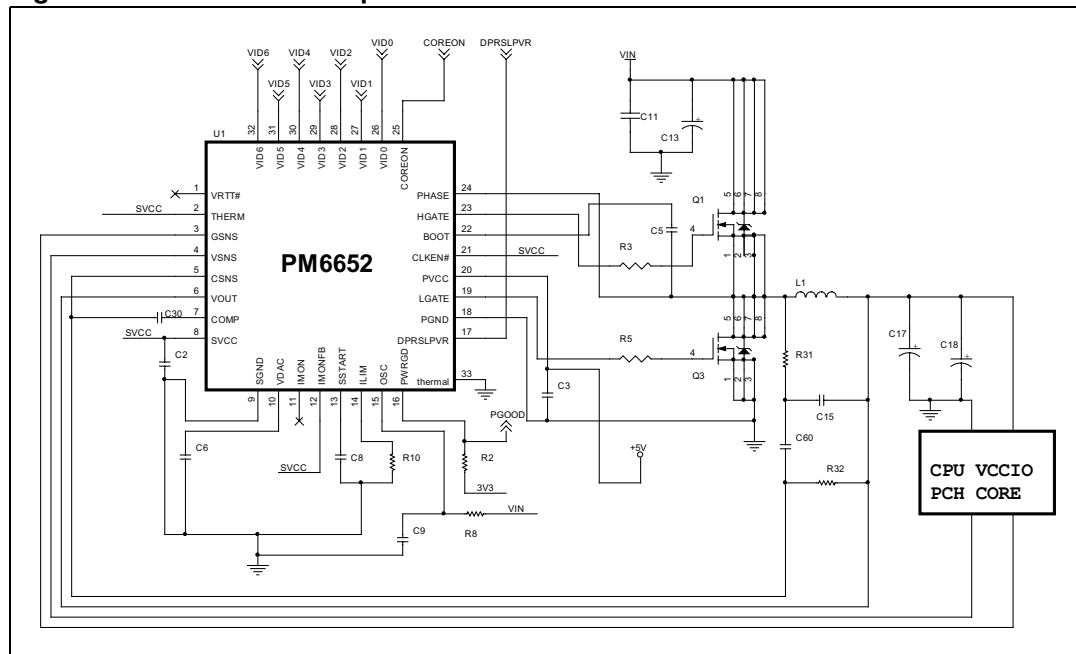 VID6 VID4 VID2 VID0 COREON DPRSLPVR
VID5 VID3 VID1
VIN
C11
C13
U1
32 31 30 29 28 27 26 25
VID6 VID5 VID4 VID3 VID2 VID1 VID0 COREON
1 VRTT#
SVCC 2 THERM
3 GSNS
4 VSNS
5 CSNS
6 VOUT
C30 7 COMP
SVCC 8 SVCC
PM6652
PHASE 24
HGATE 23
BOOT 22
CLKEN# 21 SVCC
PVCC 20
LGATE 19
PGND 18
DPRSLPVR 17
thermal 33
SGND VDAC IMON IMONFB SSTART ILIM OSC PWRGD
9 10 11 12 13 14 15 16
C2
C6
SVCC
C8
R10
PGOOD
R2
3V3
C9
R8
VIN
C3
+5V
C5
R3
R5
Q1
5 6 7 8
4
1 2 3
Q3
5 6 7 8
4
1 2 3
L1
R31
C15
C60
R32
C17
C18
CPU VCCIO
PCH CORE